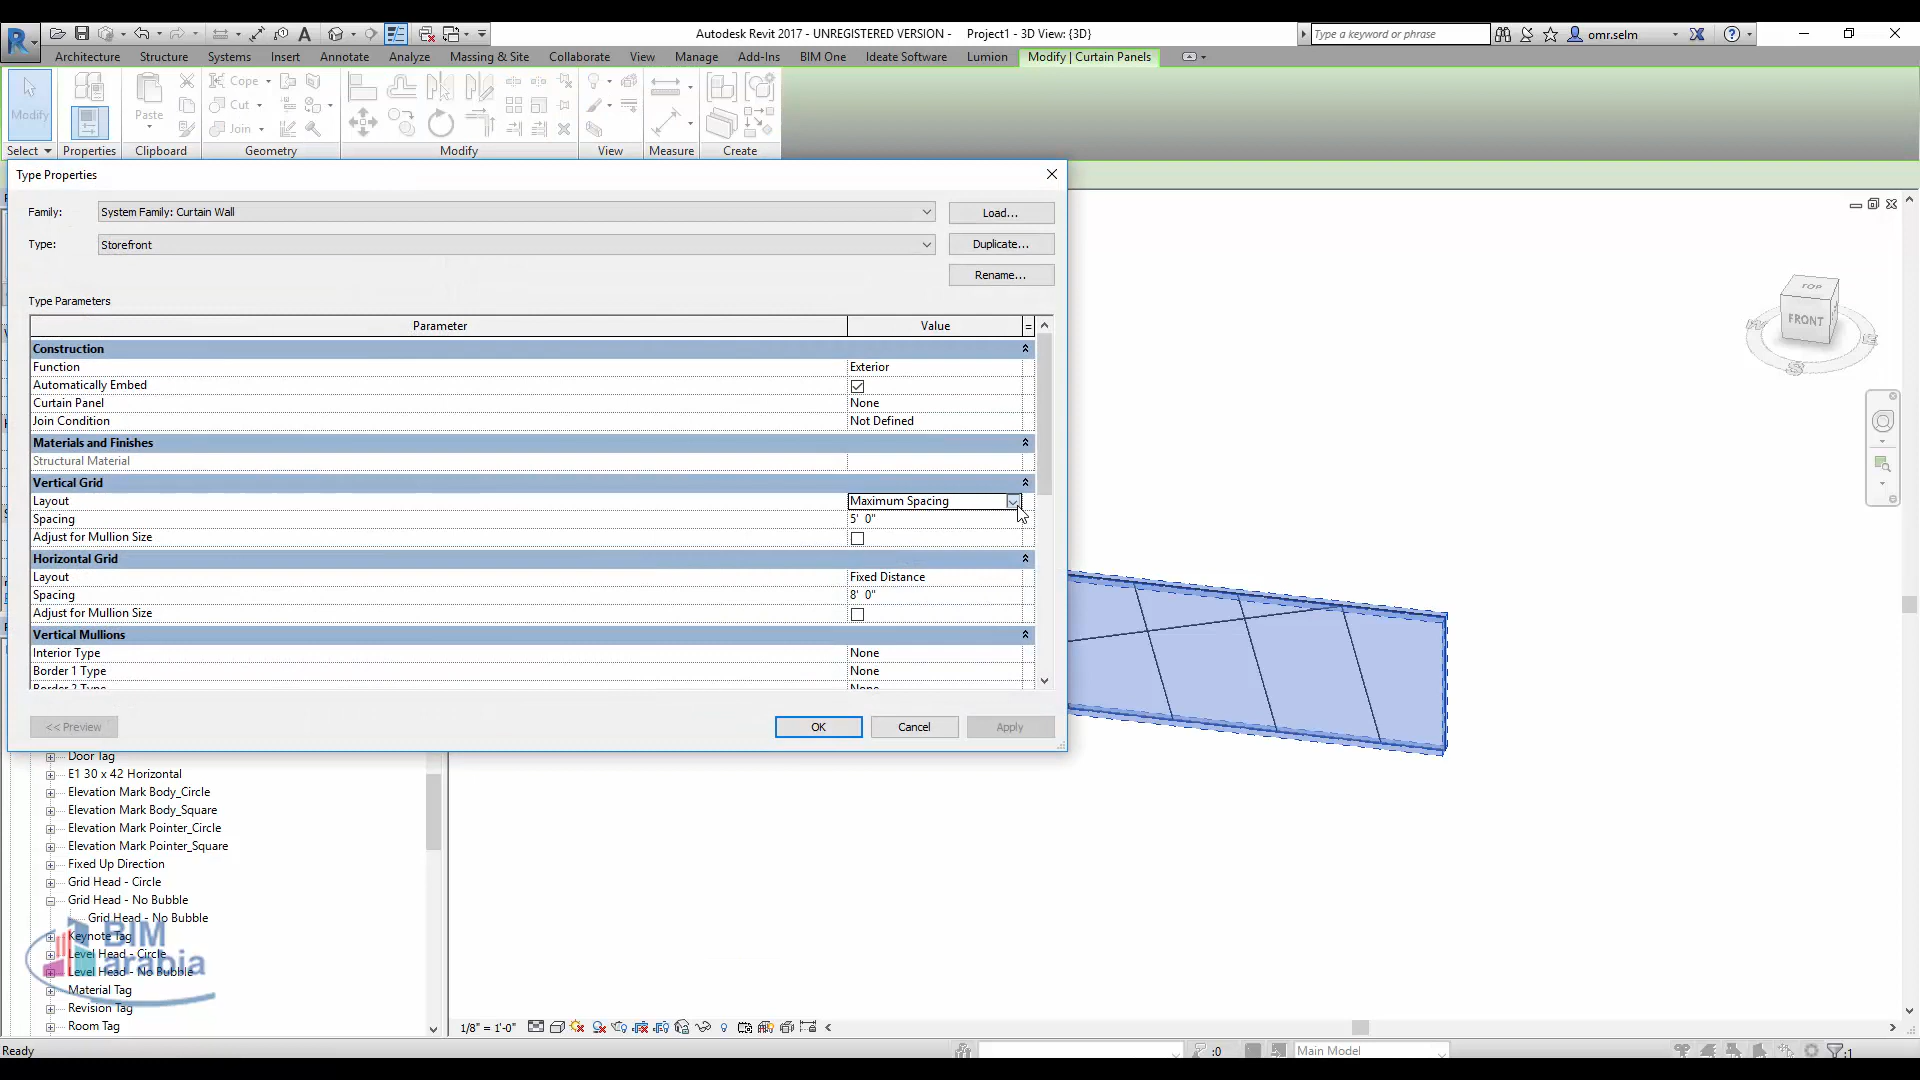 Autodesk Revit 2017 - UNREGISTERED VERSION - Project1 - 3D View: {3D}
Type a keyword or phrase
omr.selm
Architecture Structure Systems Insert Annotate Analyze Massing & Site Collaborate View Manage Add-Ins BIM One Ideate Software Lumion Modify | Curtain Panels
Modify
Paste
Cope
Cut
Join
Select Properties Clipboard Geometry Modify View Measure Create
Type Properties
Family: System Family: Curtain Wall Load...
Type: Storefront Duplicate...
Rename...
Type Parameters
Parameter Value =
Construction
Function Exterior
Automatically Embed
Curtain Panel None
Join Condition Not Defined
Materials and Finishes
Structural Material
Vertical Grid
Layout Maximum Spacing
Spacing 5' 0"
Adjust for Mullion Size
Horizontal Grid
Layout Fixed Distance
Spacing 8' 0"
Adjust for Mullion Size
Vertical Mullions
Interior Type None
Border 1 Type None
Border 2 Type None
<< Preview OK Cancel Apply
TOP
FRONT
W
S
E
Door Tag
E1 30 x 42 Horizontal
Elevation Mark Body_Circle
Elevation Mark Body_Square
Elevation Mark Pointer_Circle
Elevation Mark Pointer_Square
Fixed Up Direction
Grid Head - Circle
Grid Head - No Bubble
Grid Head - No Bubble
Keynote Tag
Level Head - Circle
Level Head - No Bubble
Material Tag
Revision Tag
Room Tag
BIM
arabia
1/8" = 1'-0"
Ready
:0
Main Model
:1